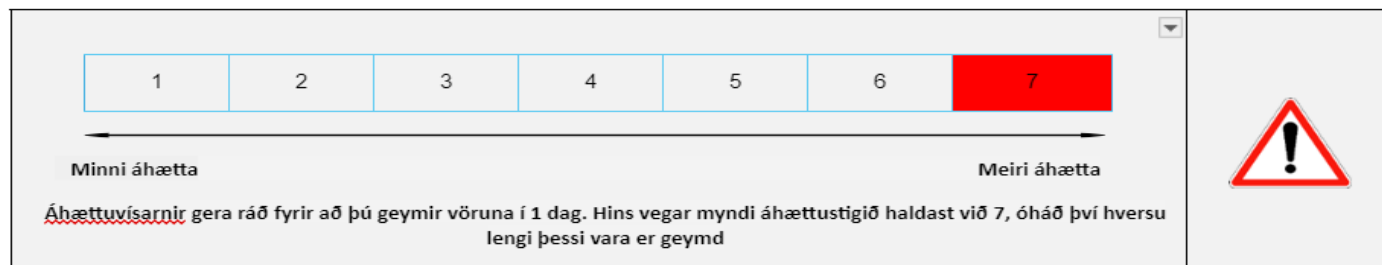 1 2 3 4 5 6 7
Minni áhætta Meiri áhætta
Áhættuvísarnir gera ráð fyrir að þú geymir vöruna í 1 dag. Hins vegar myndi áhættustigið haldast við 7, óháð því hversu
lengi þessi vara er geymd